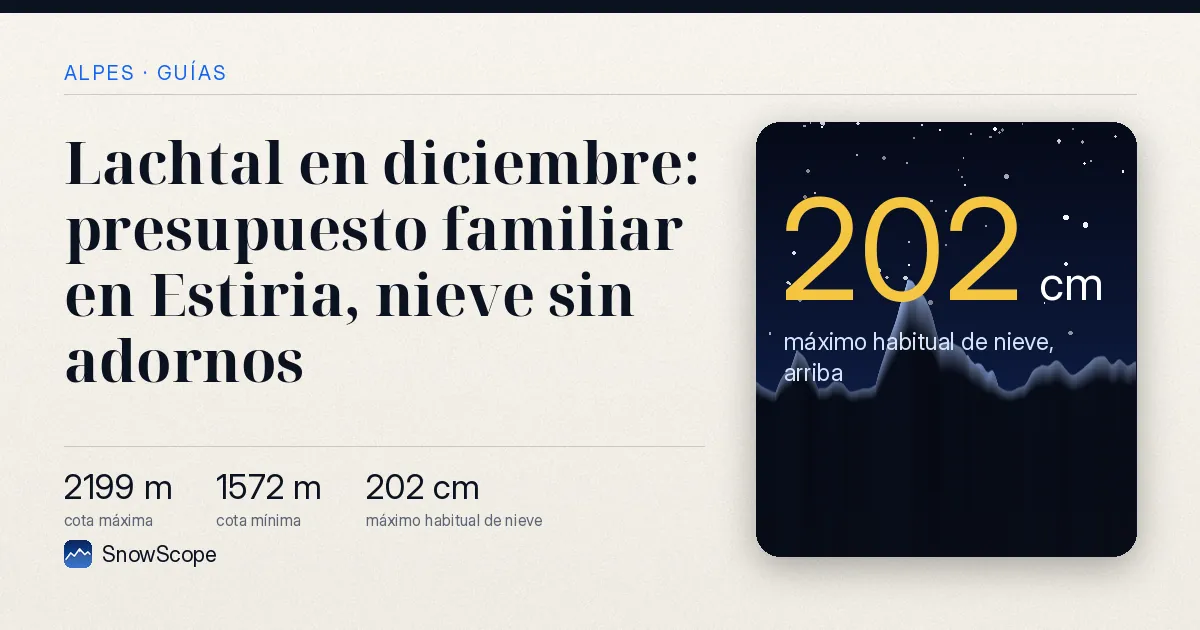 ALPES · GUÍAS
Lachtal en diciembre:
presupuesto familiar
en Estiria, nieve sin
adornos
202 cm
máximo habitual de nieve,
arriba
2199 m
cota máxima
1572 m
cota mínima
202 cm
máximo habitual de nieve
SnowScope